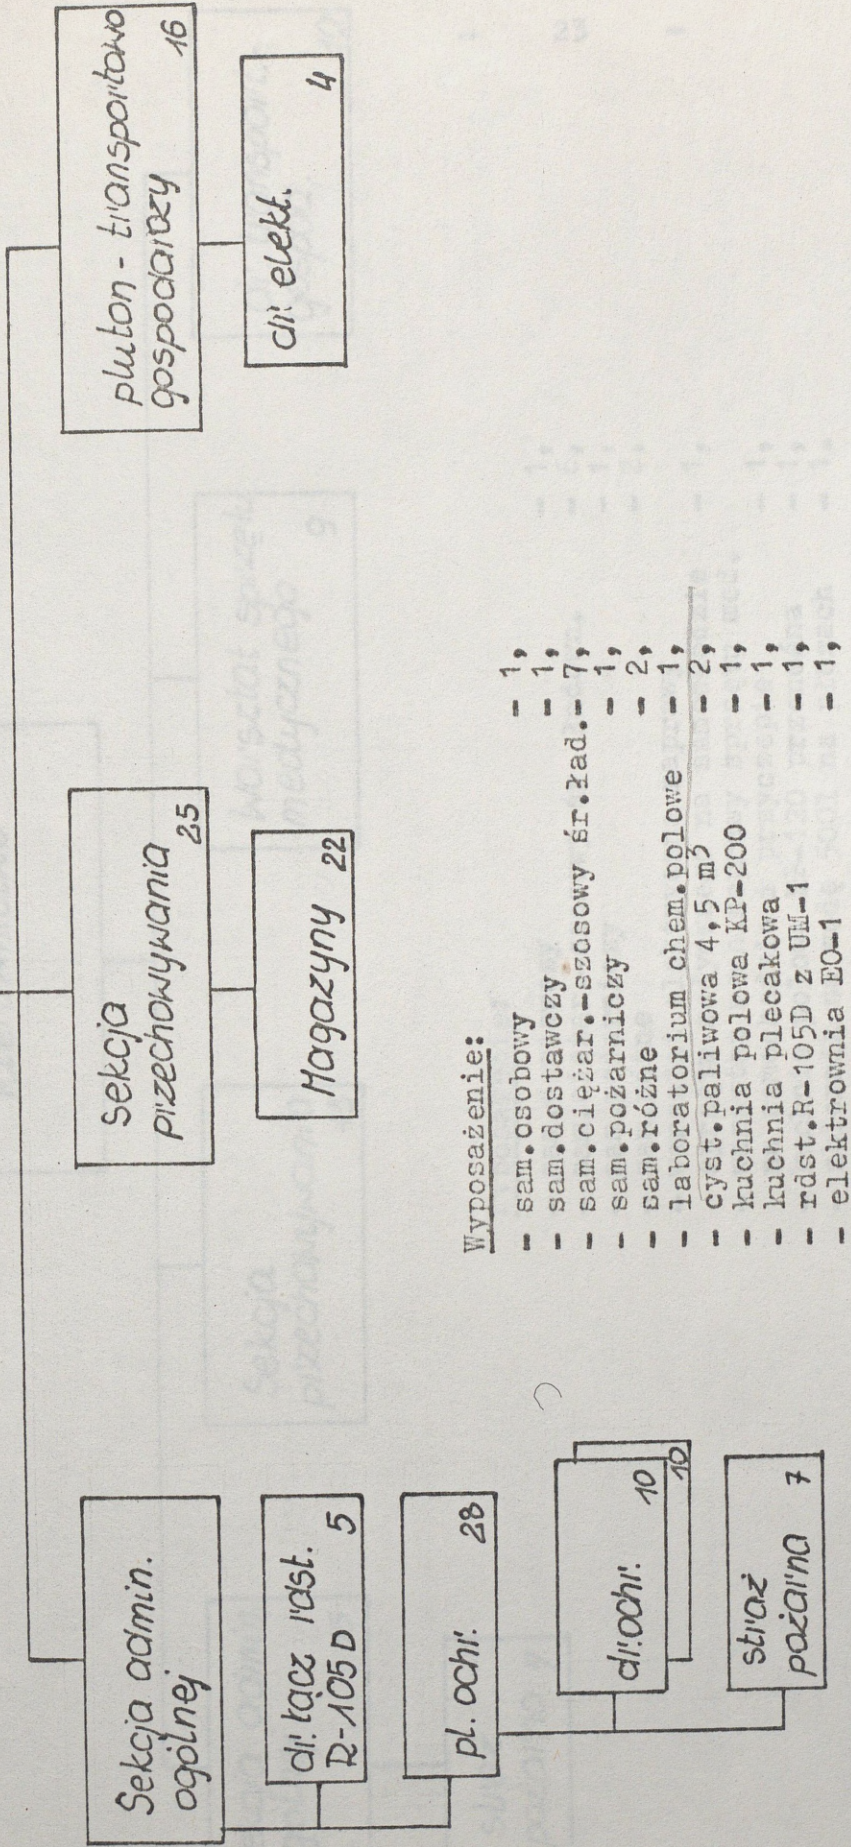 Sekcja admin.
ogólnej
dr. łącz rdst.
R-105D 5
pl. ochr. 28
dr. ochr. 10
10
straż
pożarna 7
Sekcja
przechowywania
25
Magazyny 22
pluton - transportowo
gospodarczy 16
dr. elekt. 4
Wyposażenie:
- sam.osobowy - 1,
- sam.dostawczy - 1,
- sam.ciężar.-szosowy śr.ład.- 7,
- sam.pożarniczy - 1,
- sam.różne - 2,
- laboratorium chem.polowe - 1,
- cyst.paliwowa 4,5 m3 - 2,
- kuchnia polowa KP-200 - 1,
- kuchnia plecakowa - 1,
- rdst.R-105D z UM-1 - 1,
- elektrownia EO-1 - 1,